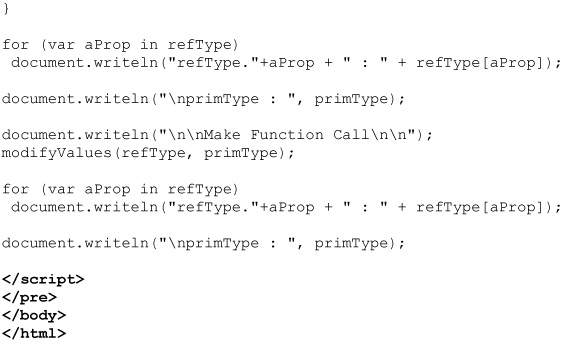 }

for (var aProp in refType)
 document.writeln("refType."+aProp + " : " + refType[aProp]);

document.writeln("\nprimType : ", primType);

document.writeln("\n\nMake Function Call\n\n");
modifyValues(refType, primType);

for (var aProp in refType)
 document.writeln("refType."+aProp + " : " + refType[aProp]);

document.writeln("\nprimType : ", primType);

</script>
</pre>
</body>
</html>